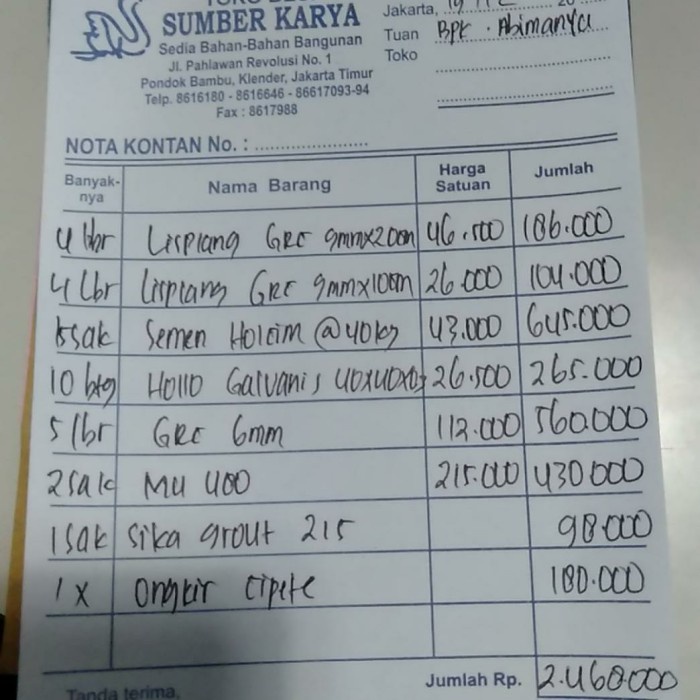 SUMBER KARYA
Sedia Bahan-Bahan Bangunan
Jl. Pahlawan Revolusi No. 1
Pondok Bambu, Klender, Jakarta Timur
Telp. 8616180 - 8616646 - 86617093-94
Fax : 8617988
Jakarta,
Tuan Bpk. Abimanyu
Toko
NOTA KONTAN No. :
Banyak-nya Nama Barang Harga Satuan Jumlah
4 lbr Lisplang GRC 9mmx20cm 46.500 186.000
4 lbr Lisplang GRC 9mmx10cm 26.000 104.000
15sak Semen Holcim @40kg 43.000 645.000
10 btg Hollo Galvanis 40x40x0, 26.500 265.000
5 lbr GRC 6mm 112.000 560.000
2sak MU 400 215.000 430.000
1sak Sika grout 215 98.000
1 x Ongkir Cipete 180.000
Jumlah Rp. 2.468.000
Tanda terima,